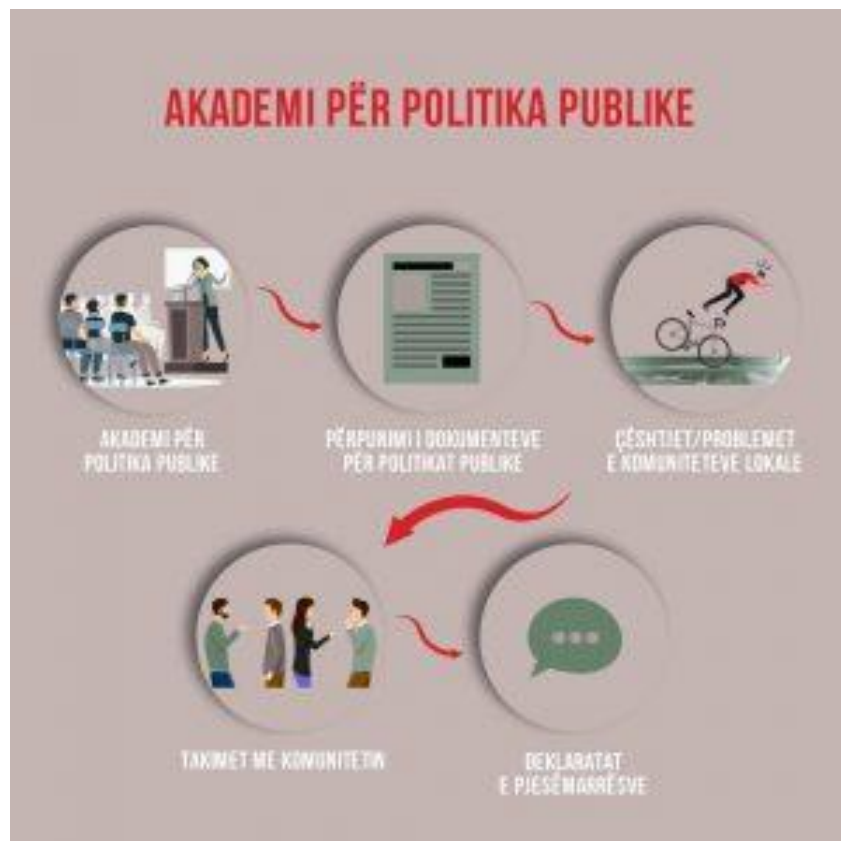 AKADEMI PËR POLITIKA PUBLIKE
AKADEMI PËR
POLITIKA PUBLIKE
PËRPUNIMI I DOKUMENTEVE
PËR POLITIKAT PUBLIKE
ÇËSHTJET/PROBLEMET
E KOMUNITETEVE LOKALE
TAKIMET ME KOMUNITETIN
DEKLARATAT
E PJESËMARRËSVE